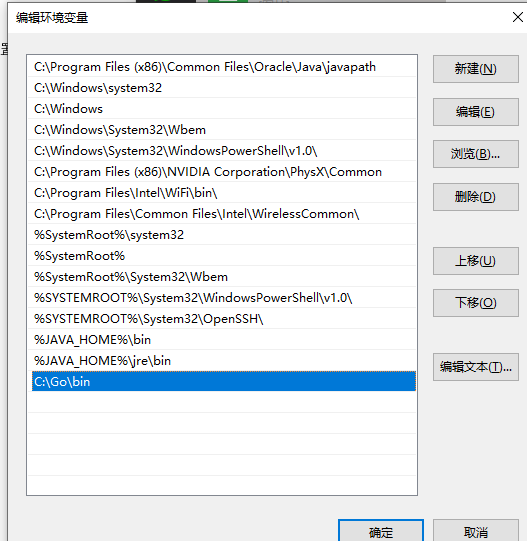 编辑环境变量
置
C:\Program Files (x86)\Common Files\Oracle\Java\javapath
C:\Windows\system32
C:\Windows
C:\Windows\System32\Wbem
C:\Windows\System32\WindowsPowerShell\v1.0\
C:\Program Files (x86)\NVIDIA Corporation\PhysX\Common
C:\Program Files\Intel\WiFi\bin\
C:\Program Files\Common Files\Intel\WirelessCommon\
%SystemRoot%\system32
%SystemRoot%
%SystemRoot%\System32\Wbem
%SYSTEMROOT%\System32\WindowsPowerShell\v1.0\
%SYSTEMROOT%\System32\OpenSSH\
%JAVA_HOME%\bin
%JAVA_HOME%\jre\bin
C:\Go\bin
新建(N)
编辑(E)
浏览(B)...
删除(D)
上移(U)
下移(O)
编辑文本(T)...
确定
取消